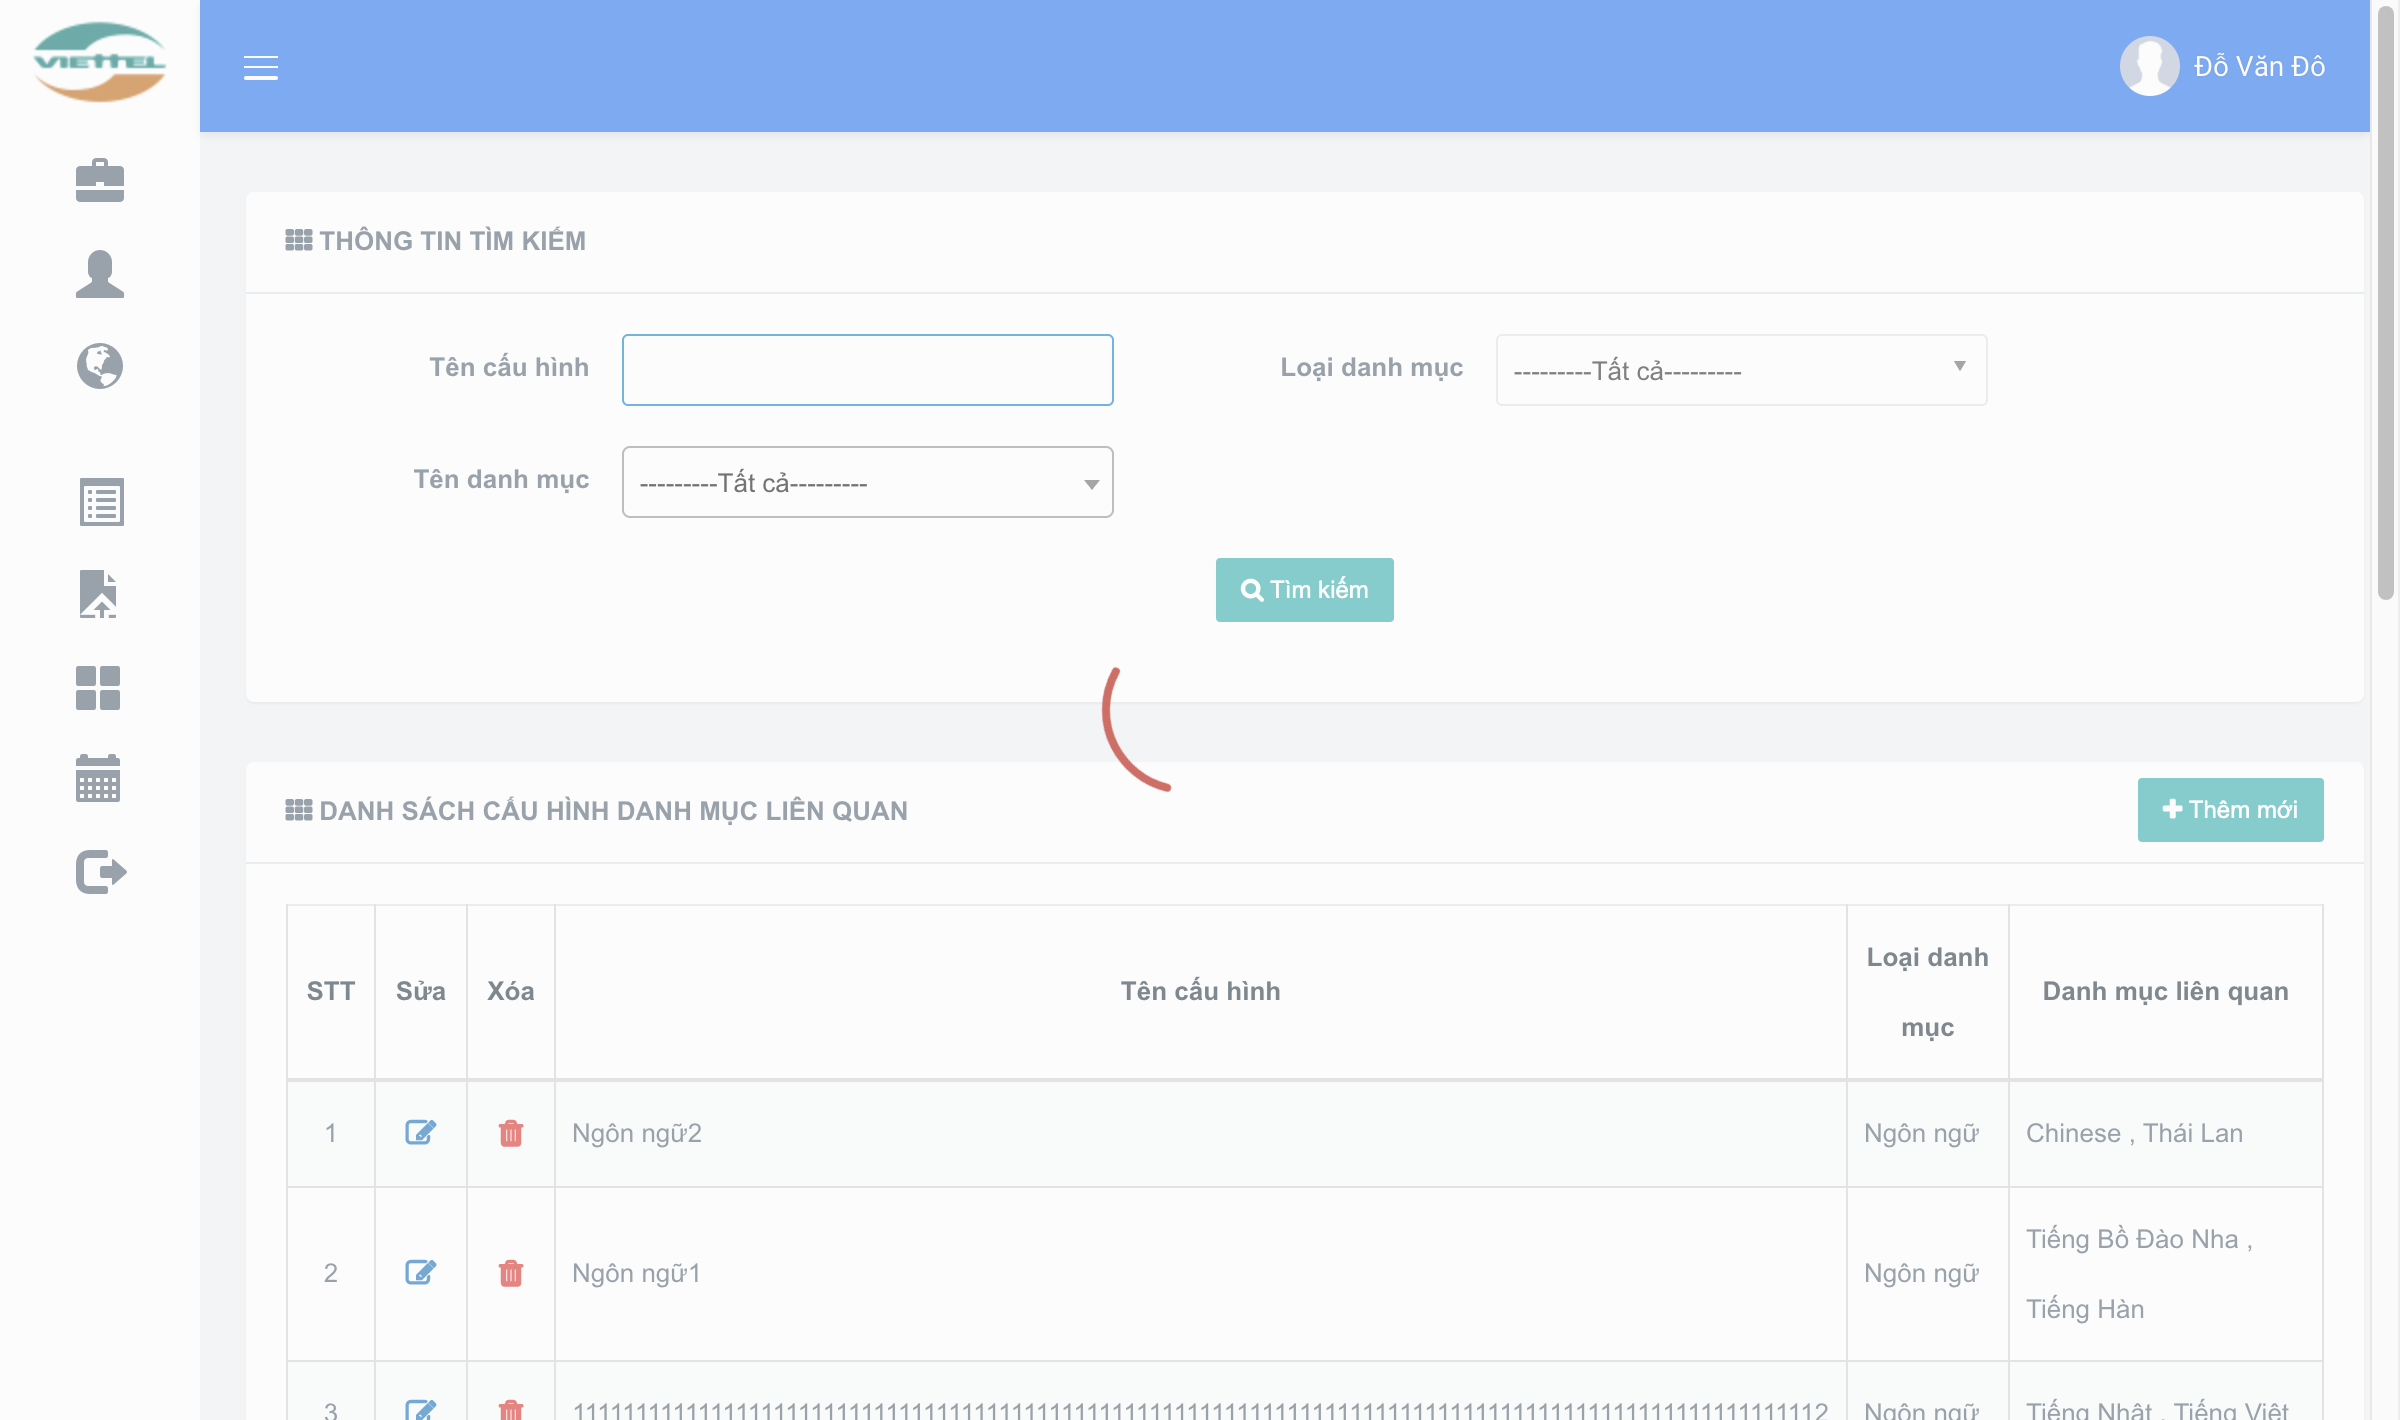 VIETTEL
Đỗ Văn Đô
THÔNG TIN TÌM KIẾM
Tên cấu hình
Loại danh mục
---------Tất cả---------
Tên danh mục
---------Tất cả---------
Tìm kiếm
DANH SÁCH CẤU HÌNH DANH MỤC LIÊN QUAN
Thêm mới
STT
Sửa
Xóa
Tên cấu hình
Loại danh
mục
Danh mục liên quan
1
Ngôn ngữ2
Ngôn ngữ
Chinese , Thái Lan
2
Ngôn ngữ1
Ngôn ngữ
Tiếng Bồ Đào Nha ,
Tiếng Hàn
3
Ngôn ngữ
Tiếng Nhật , Tiếng Việt